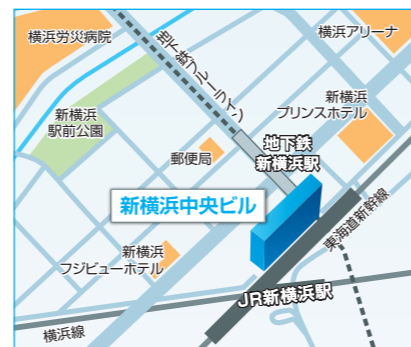 横浜労災病院
横浜アリーナ
地下鉄ブルーライン
新横浜
駅前公園
新横浜
プリンスホテル
郵便局
地下鉄
新横浜駅
新横浜中央ビル
東海道新幹線
新横浜
フジビューホテル
JR新横浜駅
横浜線